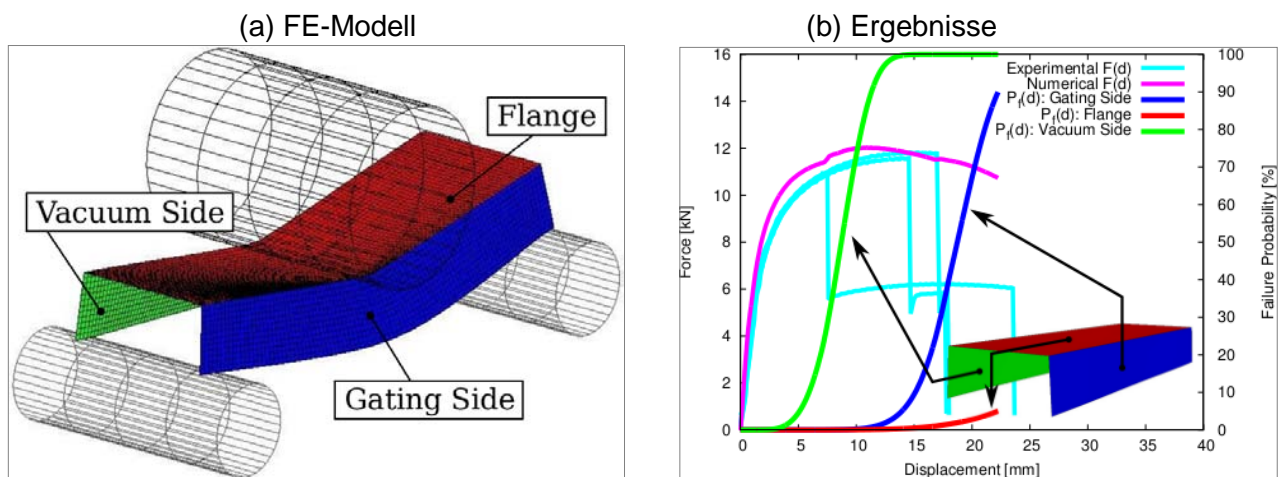 (a) FE-Modell
Flange
Vacuum Side
Gating Side
(b) Ergebnisse
Experimental F(d)
Numerical F(d)
P_f(d): Gating Side
P_f(d): Flange
P_f(d): Vacuum Side
Force [kN]
16
14
12
10
8
6
4
2
0
Failure Probability [%]
100
90
80
70
60
50
40
30
20
10
0
0 5 10 15 20 25 30 35 40
Displacement [mm]